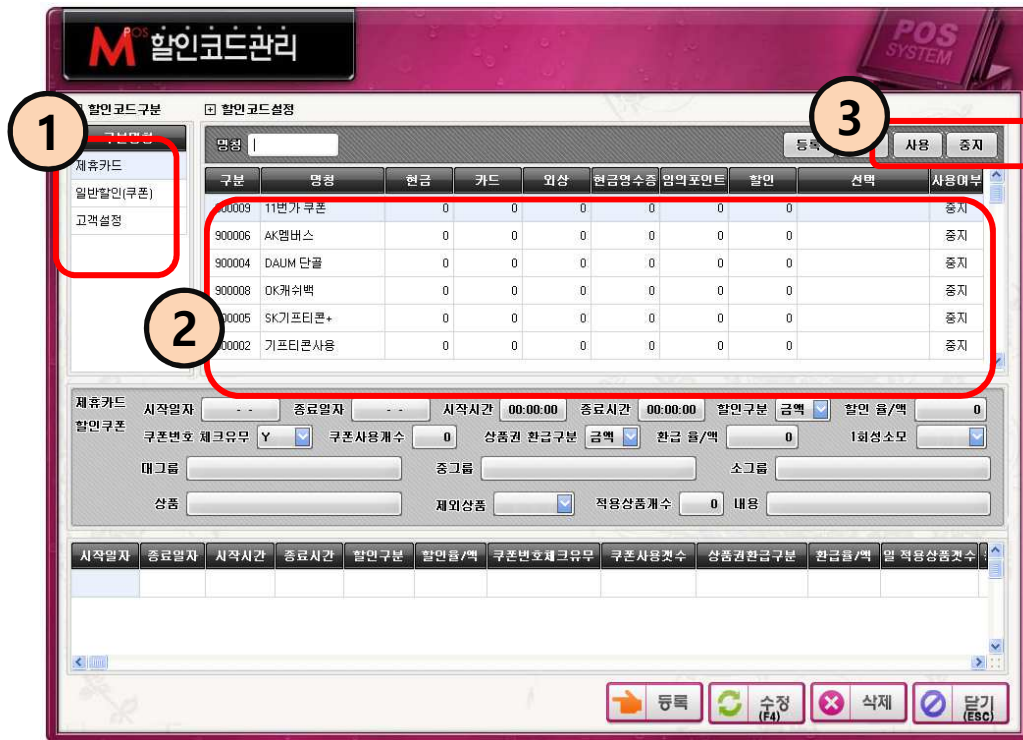 MPOS 할인코드관리
POS SYSTEM
할인코드구분
할인코드설정
1
3
구분명칭
명칭
등록
사용
중지
제휴카드
일반할인(쿠폰)
고객설정
구분 명칭 현금 카드 외상 현금영수증 임의포인트 할인 선택 사용여부
900009 11번가 쿠폰 0 0 0 0 0 0 중지
900006 AK멤버스 0 0 0 0 0 0 중지
900004 DAUM 단골 0 0 0 0 0 0 중지
900008 OK캐쉬백 0 0 0 0 0 0 중지
2
900005 SK기프티콘+ 0 0 0 0 0 0 중지
900002 기프티콘사용 0 0 0 0 0 0 중지
제휴카드 할인쿠폰
시작일자 - - 종료일자 - - 시작시간 00:00:00 종료시간 00:00:00 할인구분 금액 할인 율/액 0
쿠폰번호 체크유무 Y 쿠폰사용개수 0 상품권 환급구분 금액 환급 율/액 0 1회성소모
대그룹 중그룹 소그룹
상품 제외상품 적용상품개수 0 내용
시작일자 종료일자 시작시간 종료시간 할인구분 할인율/액 쿠폰번호체크유무 쿠폰사용겟수 상품권환급구분 환급율/액 일 적용상품겟수
등록 수정 (F4) 삭제 닫기 (ESC)